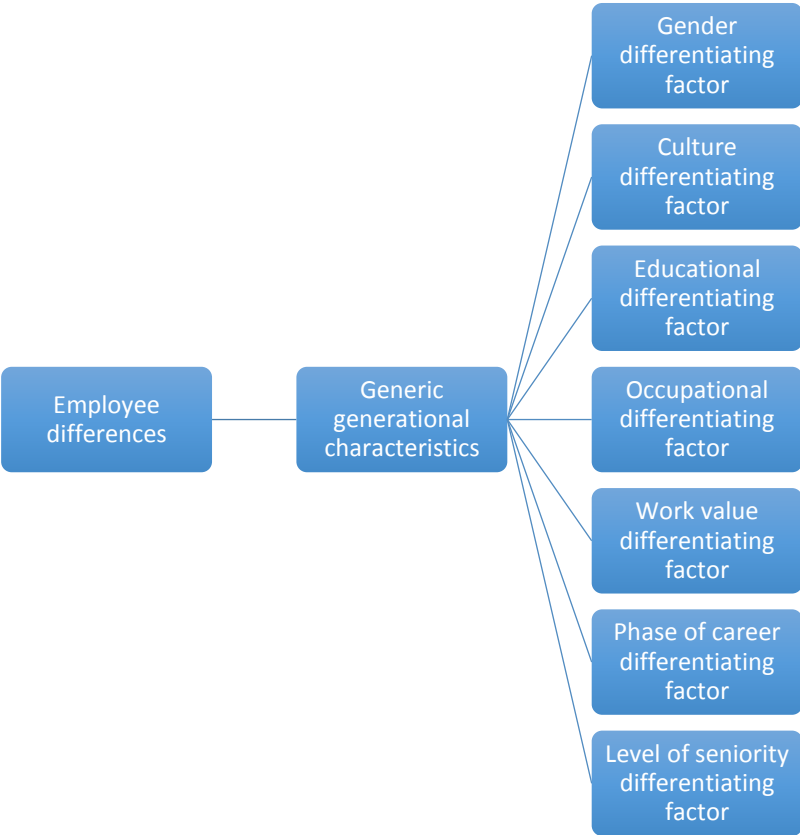 Gender
differentiating
factor
Culture
differentiating
factor
Educational
differentiating
factor
Employee
differences
Generic
generational
characteristics
Occupational
differentiating
factor
Work value
differentiating
factor
Phase of career
differentiating
factor
Level of seniority
differentiating
factor